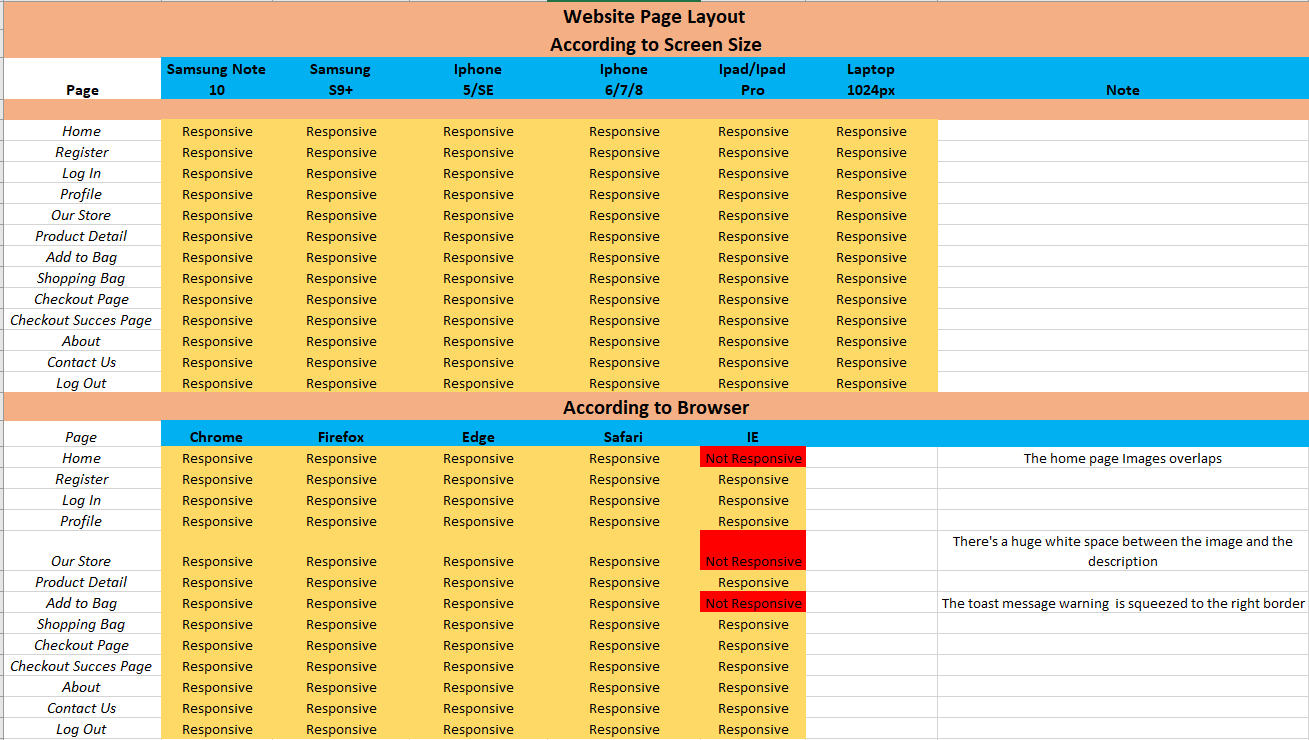 Website Page Layout
According to Screen Size
Page Samsung Note 10 Samsung S9+ Iphone 5/SE Iphone 6/7/8 Ipad/Ipad Pro Laptop 1024px Note
Home Responsive Responsive Responsive Responsive Responsive Responsive
Register Responsive Responsive Responsive Responsive Responsive Responsive
Log In Responsive Responsive Responsive Responsive Responsive Responsive
Profile Responsive Responsive Responsive Responsive Responsive Responsive
Our Store Responsive Responsive Responsive Responsive Responsive Responsive
Product Detail Responsive Responsive Responsive Responsive Responsive Responsive
Add to Bag Responsive Responsive Responsive Responsive Responsive Responsive
Shopping Bag Responsive Responsive Responsive Responsive Responsive Responsive
Checkout Page Responsive Responsive Responsive Responsive Responsive Responsive
Checkout Succes Page Responsive Responsive Responsive Responsive Responsive Responsive
About Responsive Responsive Responsive Responsive Responsive Responsive
Contact Us Responsive Responsive Responsive Responsive Responsive Responsive
Log Out Responsive Responsive Responsive Responsive Responsive Responsive
According to Browser
Page Chrome Firefox Edge Safari IE
Home Responsive Responsive Responsive Responsive Not Responsive The home page Images overlaps
Register Responsive Responsive Responsive Responsive Responsive
Log In Responsive Responsive Responsive Responsive Responsive
Profile Responsive Responsive Responsive Responsive Responsive
Our Store Responsive Responsive Responsive Responsive Not Responsive There's a huge white space between the image and the description
Product Detail Responsive Responsive Responsive Responsive Responsive
Add to Bag Responsive Responsive Responsive Responsive Not Responsive The toast message warning is squeezed to the right border
Shopping Bag Responsive Responsive Responsive Responsive Responsive
Checkout Page Responsive Responsive Responsive Responsive Responsive
Checkout Succes Page Responsive Responsive Responsive Responsive Responsive
About Responsive Responsive Responsive Responsive Responsive
Contact Us Responsive Responsive Responsive Responsive Responsive
Log Out Responsive Responsive Responsive Responsive Responsive